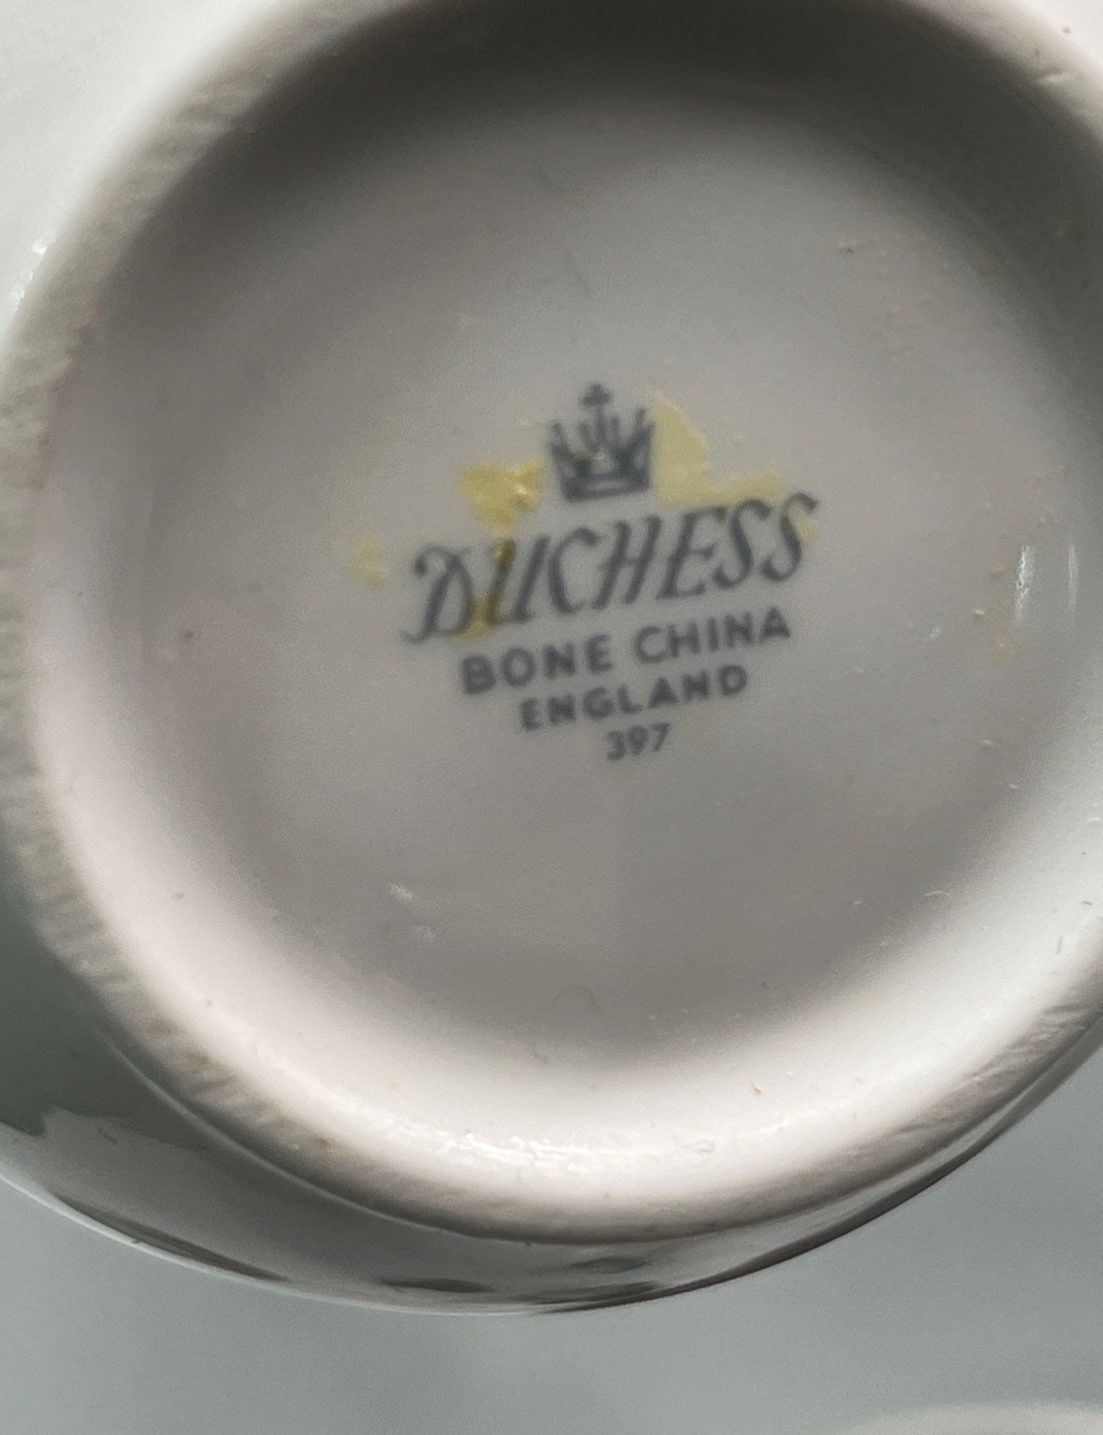 DUCHESS
BONE CHINA
ENGLAND
397